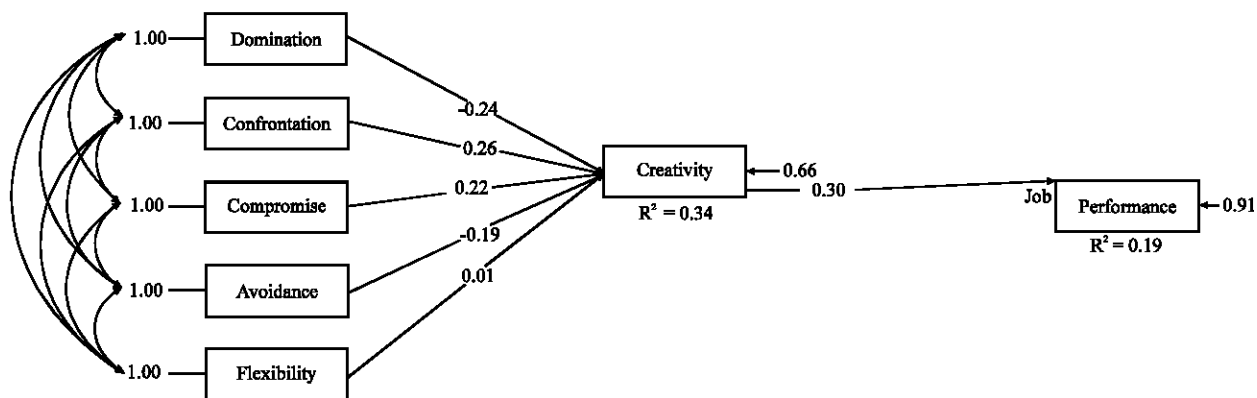 1.00 Domination
-0.24
1.00 Confrontation
0.26
1.00 Compromise
0.22
1.00 Avoidance
-0.19
1.00 Flexibility
0.01
Creativity
0.66
R² = 0.34
0.30
Job
Performance
0.91
R² = 0.19